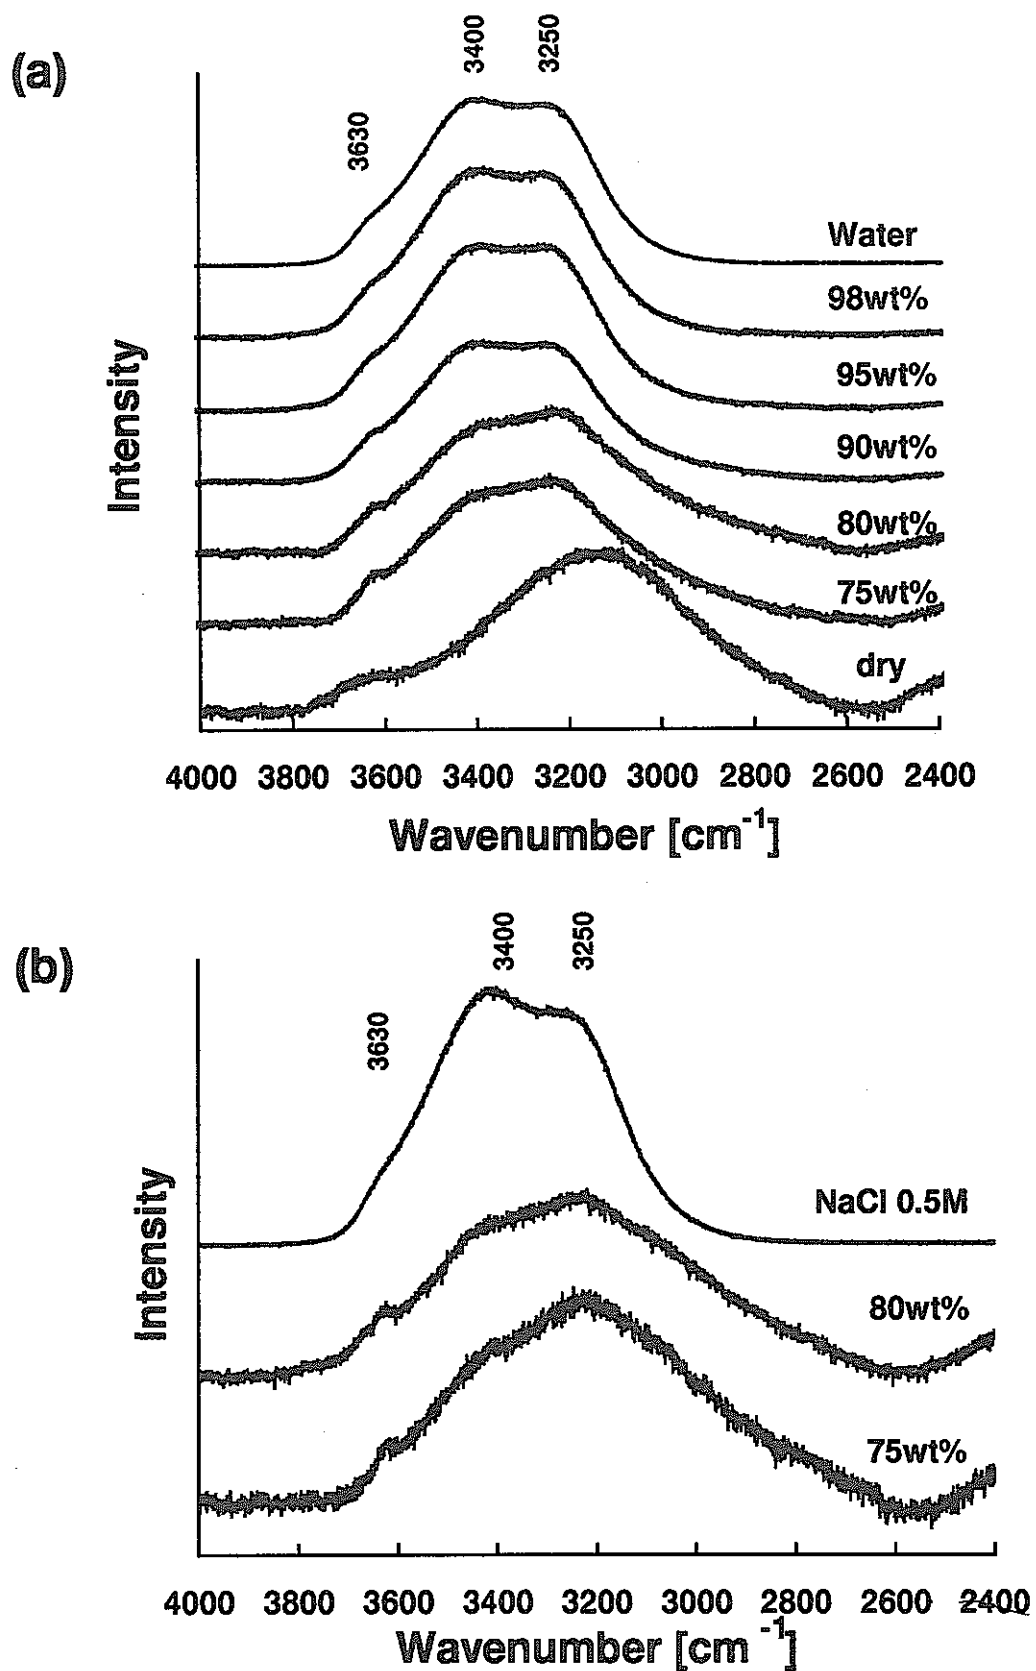 (a)
3630
3400
3250
Water
98wt%
95wt%
90wt%
80wt%
75wt%
dry
Intensity
4000 3800 3600 3400 3200 3000 2800 2600 2400
Wavenumber [cm-1]
(b)
3630
3400
3250
NaCl 0.5M
80wt%
75wt%
Intensity
4000 3800 3600 3400 3200 3000 2800 2600 2400
Wavenumber [cm -1]